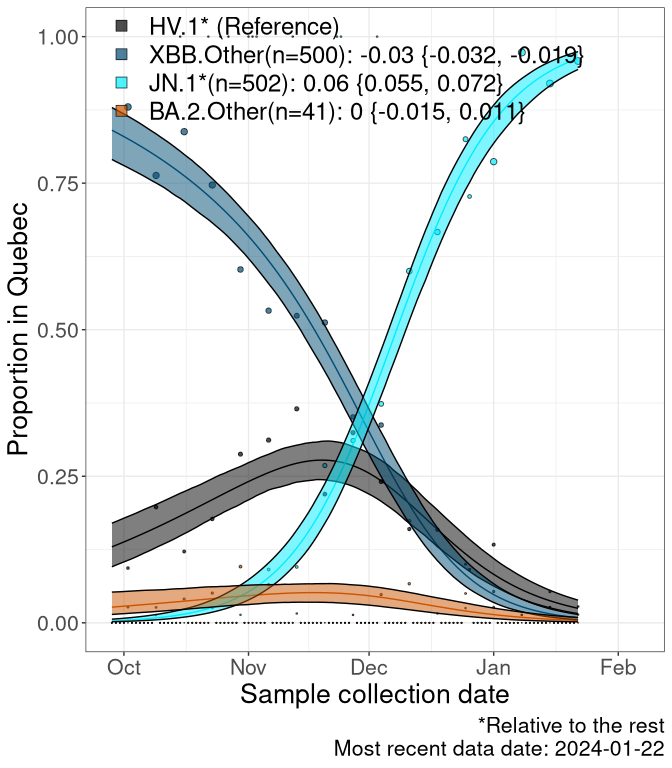 HV.1* (Reference)
XBB.Other(n=500): -0.03 {-0.032, -0.019}
JN.1*(n=502): 0.06 {0.055, 0.072}
BA.2.Other(n=41): 0 {-0.015, 0.011}
1.00
0.75
0.50
0.25
0.00
Proportion in Quebec
Oct Nov Dec Jan Feb
Sample collection date
*Relative to the rest
Most recent data date: 2024-01-22